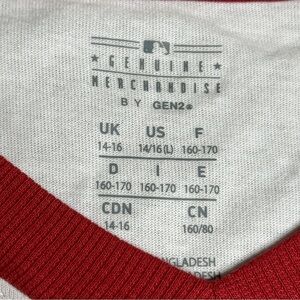 ★ GENUINE ★
MERCHANDISE
BY GEN2
UK US F
14-16 14/16(L) 160-170
D I E
160-170 160-170 160-170
CDN CN
14-16 160/80